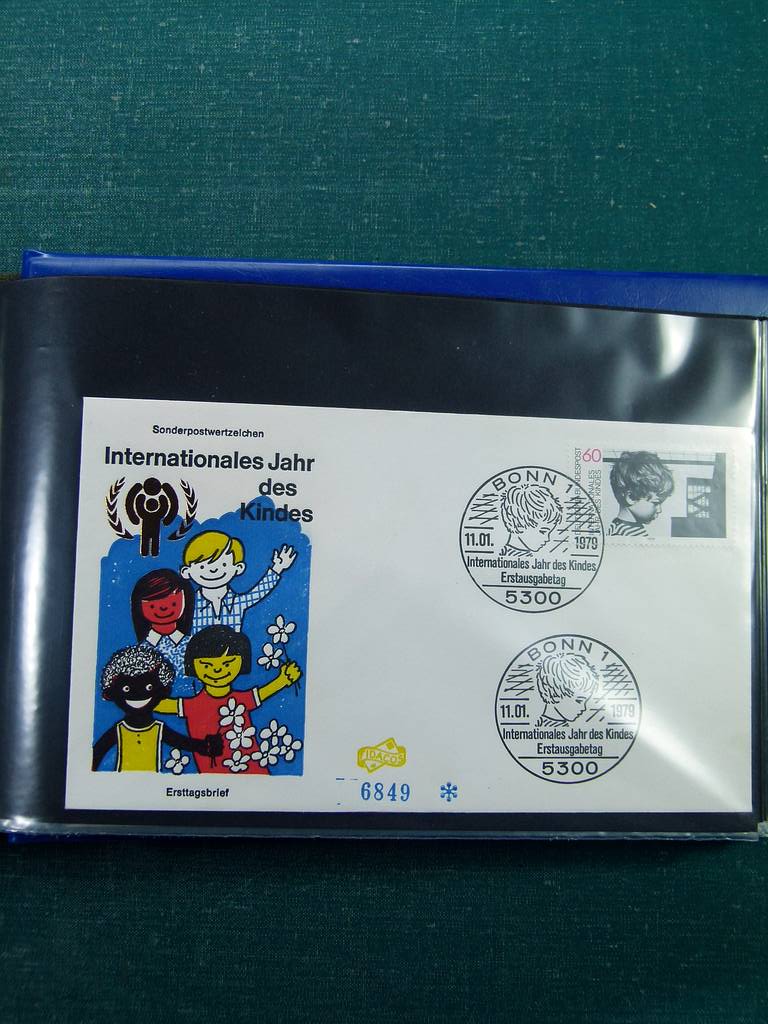 Sonderpostwertzeichen
Internationales Jahr
des
Kindes
Ersttagsbrief
FIDACOS
6849
60
BONN 1
11.01. 1979
Internationales Jahr des Kindes
Erstausgabetag
5300
BONN 1
11.01. 1979
Internationales Jahr des Kindes
Erstausgabetag
5300